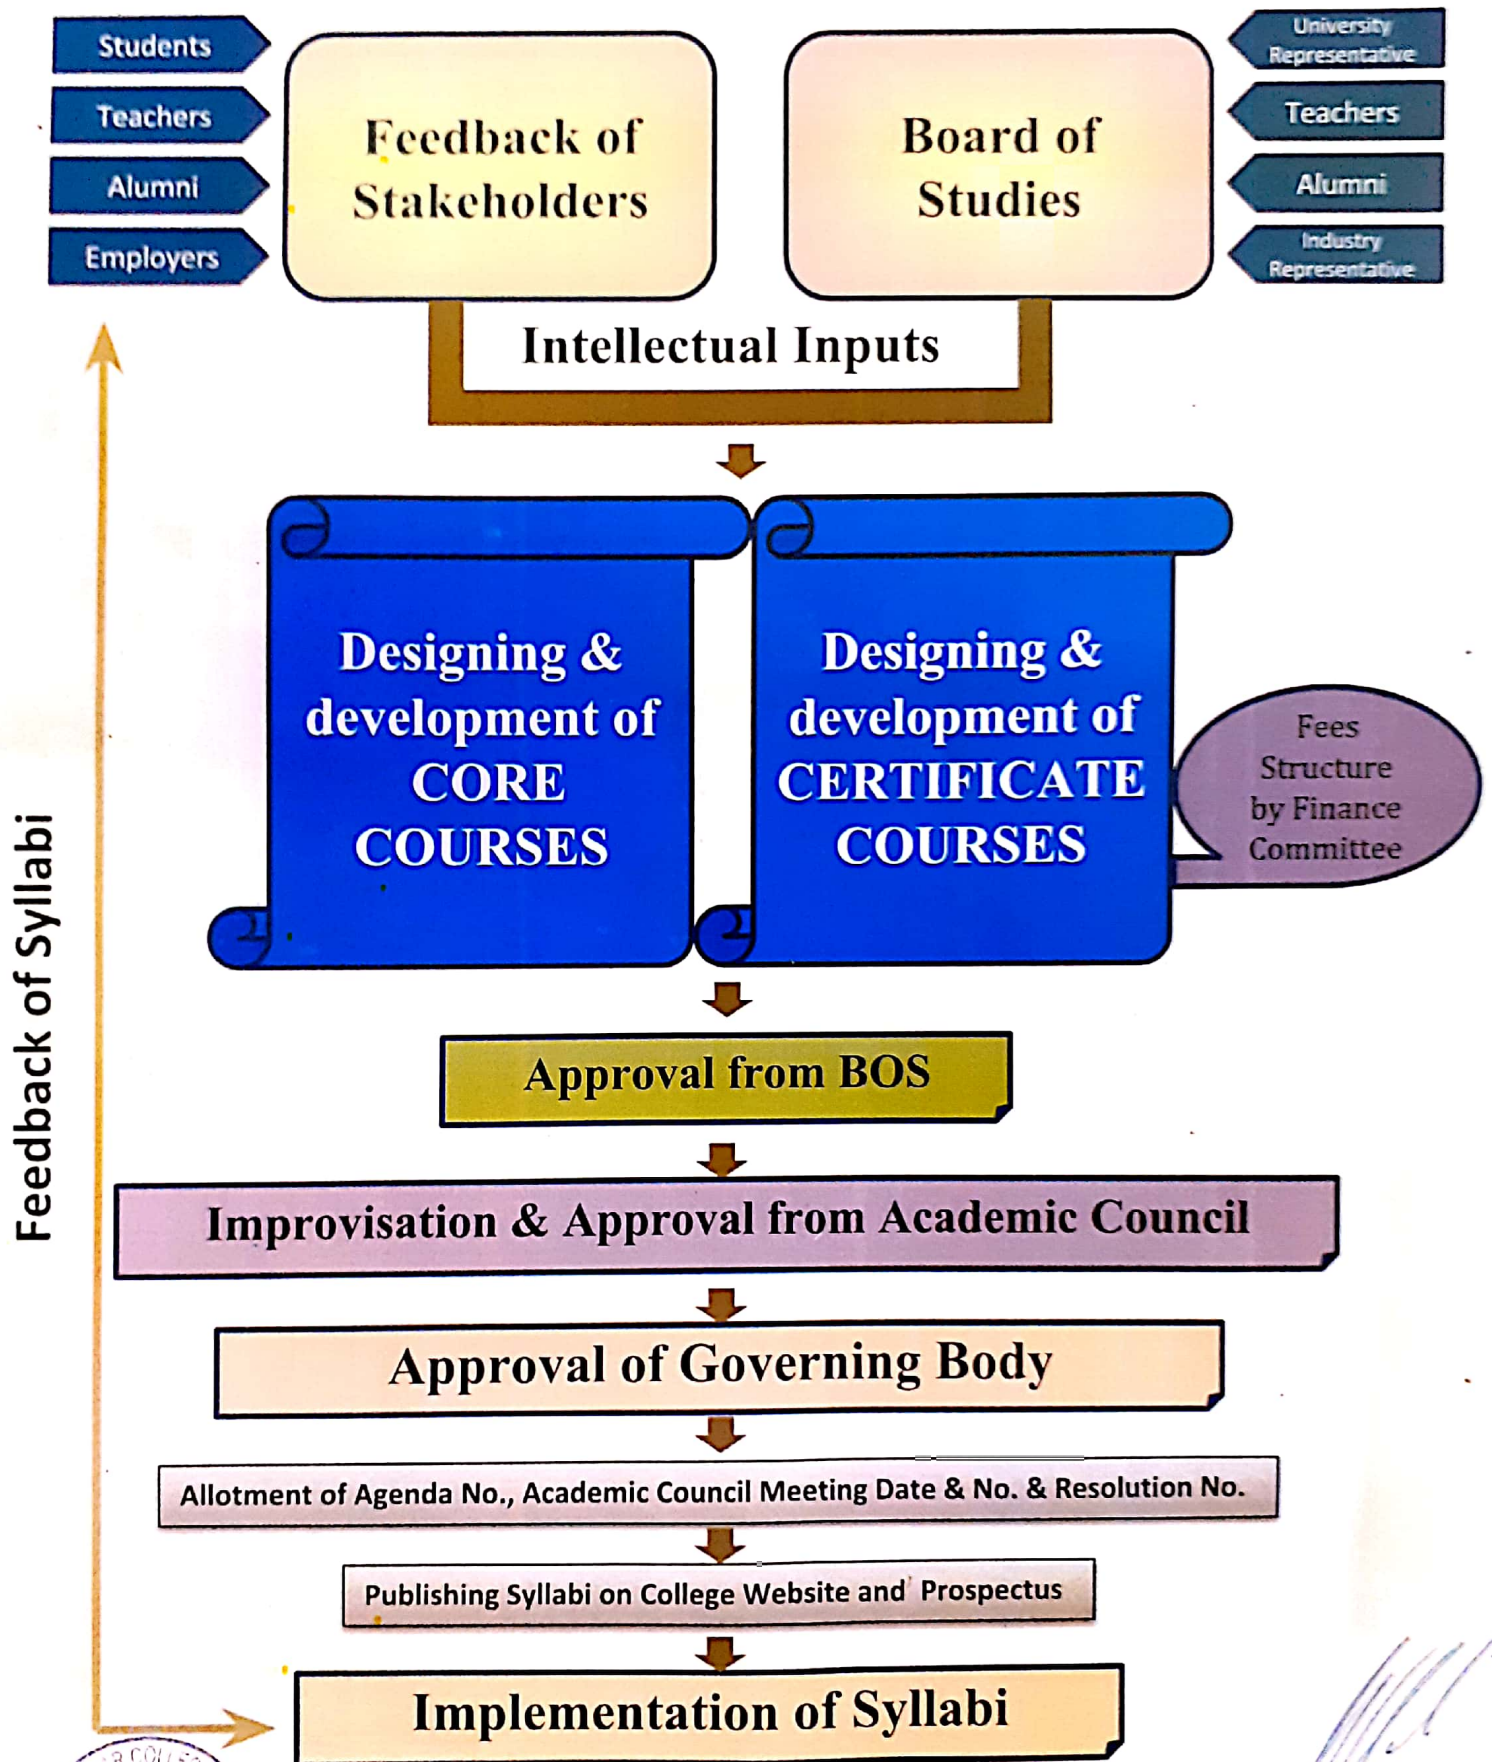 Students
Teachers
Alumni
Employers
Feedback of
Stakeholders
Board of
Studies
University
Representative
Teachers
Alumni
Industry
Representative
Intellectual Inputs
Designing &
development of
CORE
COURSES
Designing &
development of
CERTIFICATE
COURSES
Fees
Structure
by Finance
Committee
Feedback of Syllabi
Approval from BOS
Improvisation & Approval from Academic Council
Approval of Governing Body
Allotment of Agenda No., Academic Council Meeting Date & No. & Resolution No.
Publishing Syllabi on College Website and Prospectus
Implementation of Syllabi